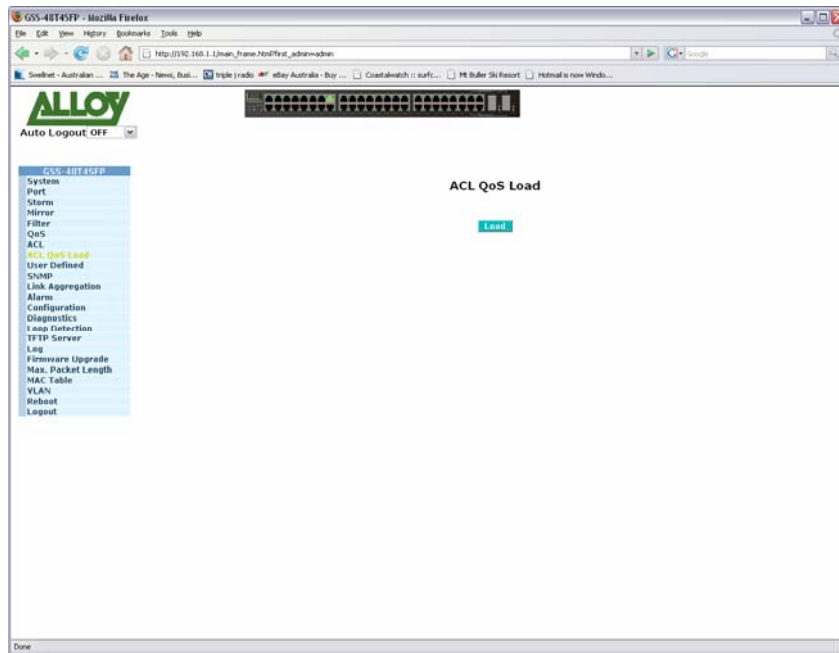 GSS-48T4SFP - Mozilla Firefox
File Edit View History Bookmarks Tools Help
http://192.168.1.1/main_frame.html?first_admin=admin
Google
Swellnet - Australian ... The Age - News, Busi... triple j radio eBay Australia - Buy ... Coastalwatch :: surfc... Mt Buller Ski Resort Hotmail is now Windo...
ALLOY
Auto Logout OFF
GSS-48T4SFP
System
Port
Storm
Mirror
Filter
QoS
ACL
ACL QoS Load
User Defined
SNMP
Link Aggregation
Alarm
Configuration
Diagnostics
Loop Detection
TFTP Server
Log
Firmware Upgrade
Max. Packet Length
MAC Table
VLAN
Reboot
Logout
ACL QoS Load
Load
Done